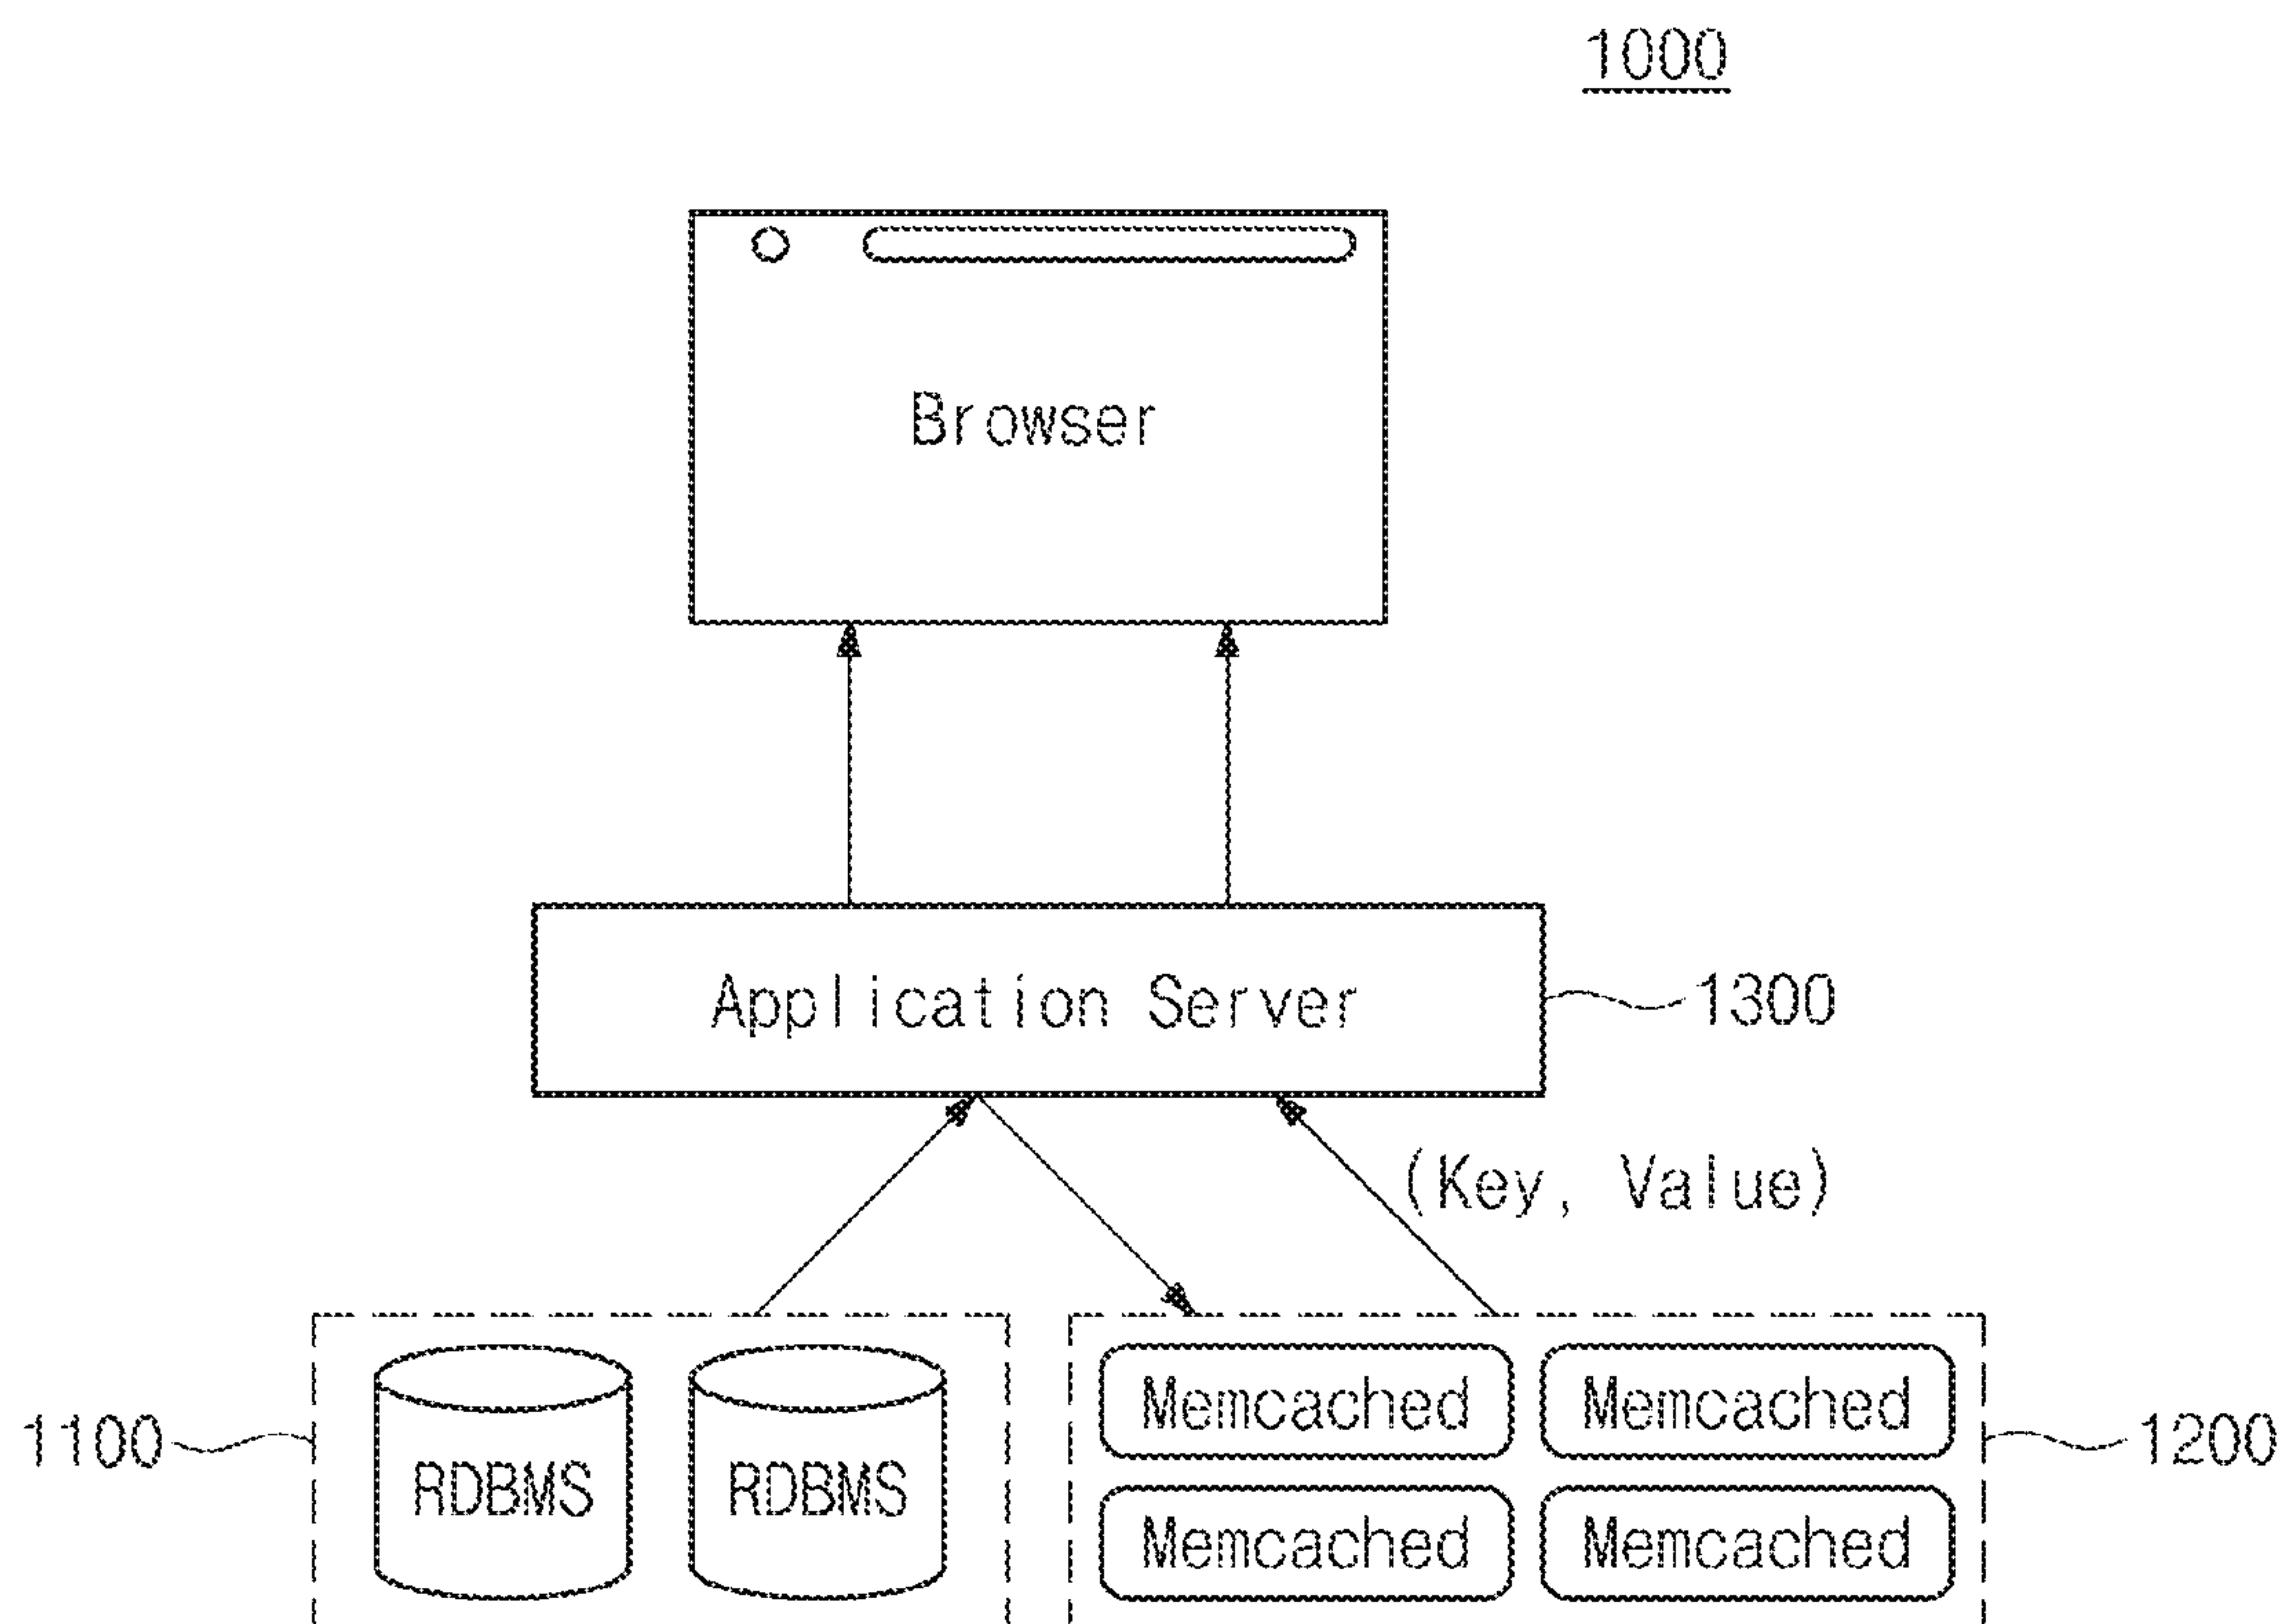 1000
Browser
Application Server
1300
(Key, Value)
1100
RDBMS
RDBMS
Memcached
Memcached
Memcached
Memcached
1200